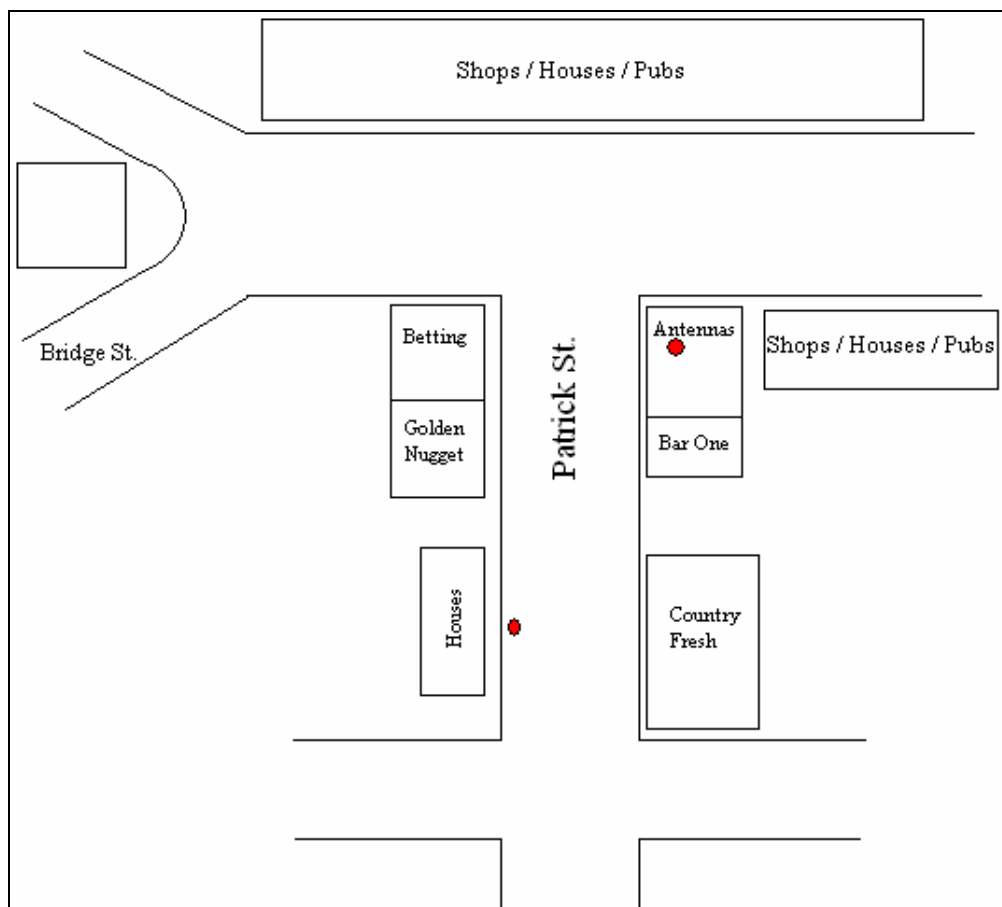 Shops / Houses / Pubs
Betting
Antennas
Shops / Houses / Pubs
Bridge St.
Patrick St.
Golden
Nugget
Bar One
Houses
Country
Fresh